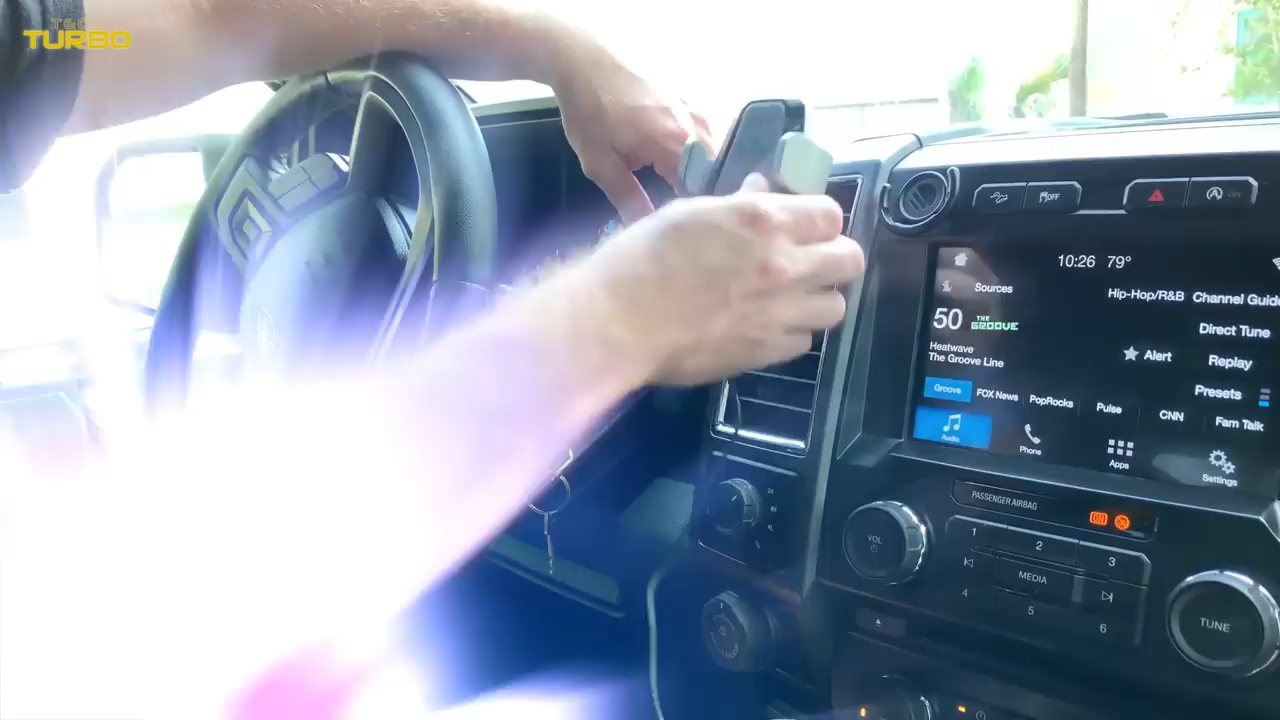 TECH
TURBO
OFF
10:26 79°
Sources
Hip-Hop/R&B
Channel Guide
50 THE GROOVE
Direct Tune
Heatwave
The Groove Line
Alert
Replay
Presets
Groove
FOX News
PopRocks
Pulse
CNN
Fam Talk
Audio
Phone
Apps
Settings
PASSENGER AIRBAG
VOL
1 2 3
MEDIA
4 5 6
TUNE